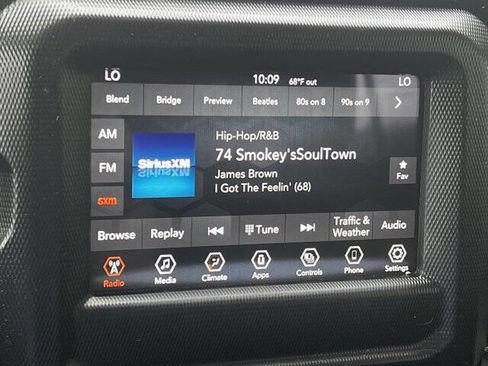 LO 10:09 68°F out LO
Blend Bridge Preview Beatles 80s on 8 90s on 9
AM
FM
sxm
SiriusXM
Hip-Hop/R&B
74 Smokey'sSoulTown
James Brown
I Got The Feelin' (68)
Fav
Browse Replay Tune Traffic & Weather Audio
Radio Media Climate Apps Controls Phone Settings